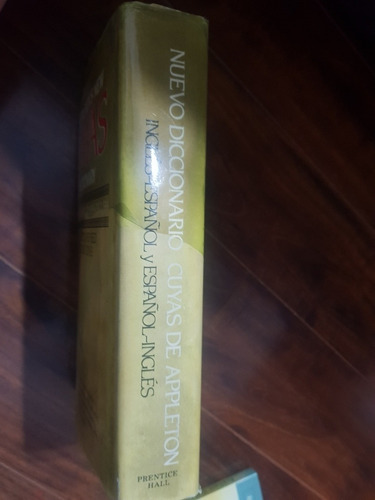 NUEVO DICCIONARIO CUYAS DE APPLETON
INGLÉS-ESPAÑOL y ESPAÑOL-INGLÉS
PRENTICE
HALL